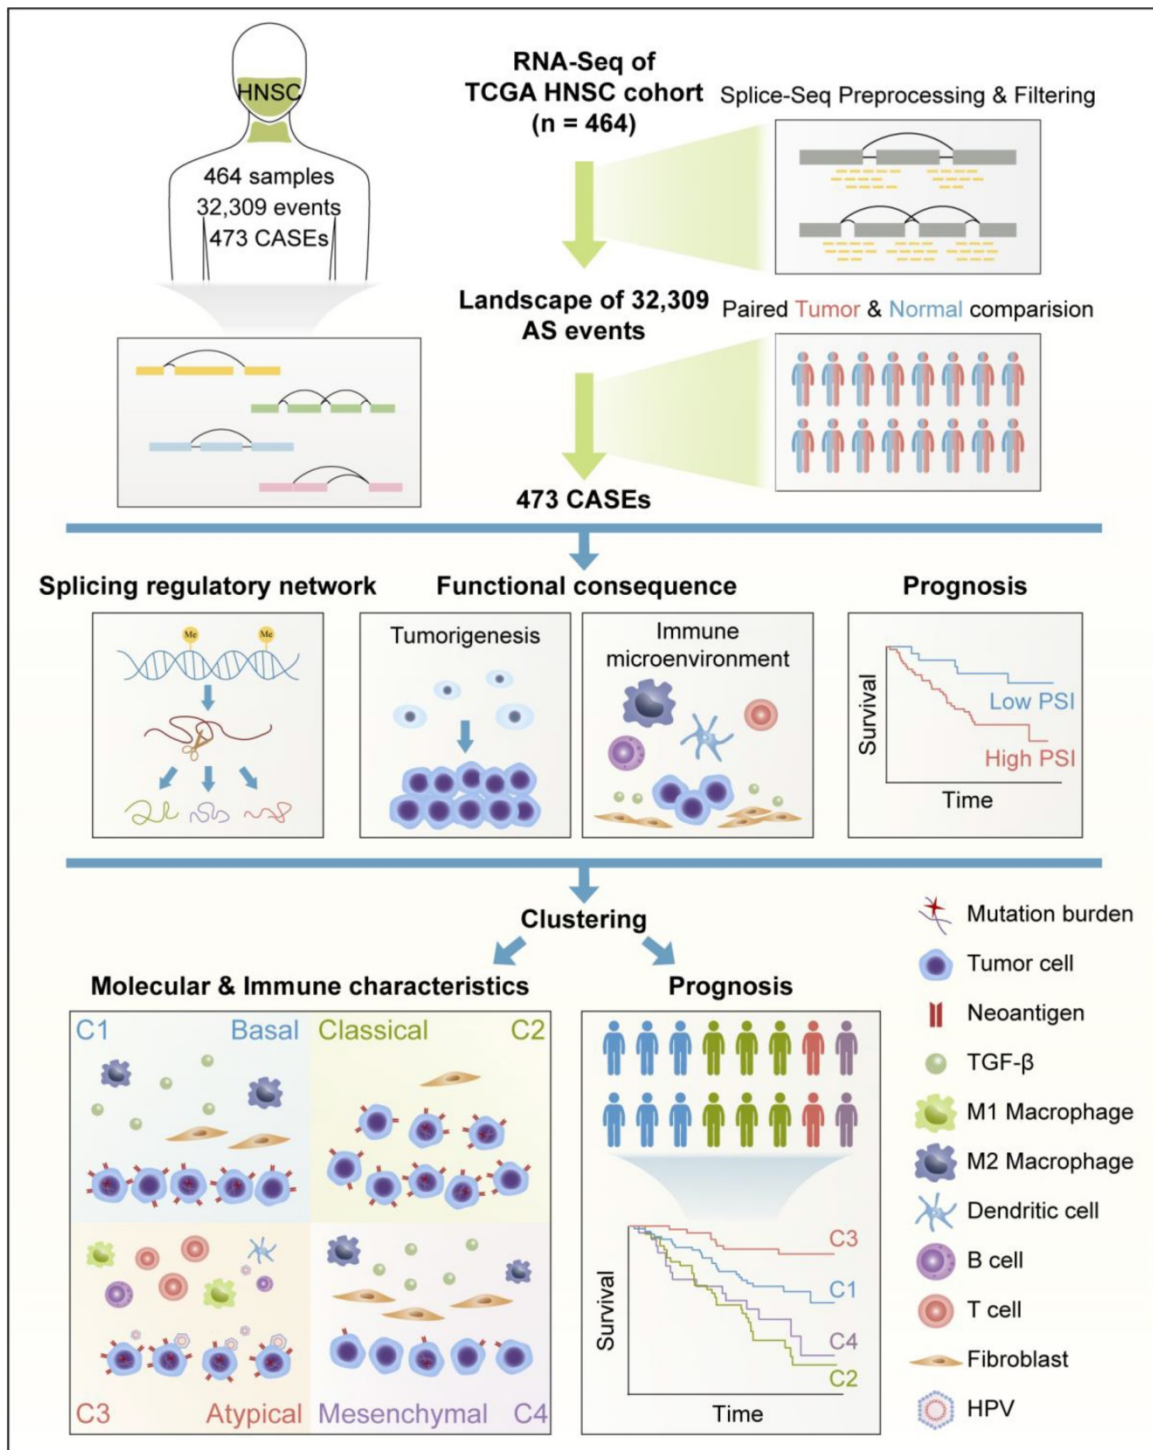 HNSC
464 samples
32,309 events
473 CASEs
RNA-Seq of
TCGA HNSC cohort
(n = 464)
Splice-Seq Preprocessing & Filtering
Landscape of 32,309
AS events
Paired Tumor & Normal comparision
473 CASEs
Splicing regulatory network
Functional consequence
Prognosis
Me
Me
Tumorigenesis
Immune
microenvironment
Survival
Low PSI
High PSI
Time
Clustering
Molecular & Immune characteristics
Prognosis
C1
Basal
Classical
C2
C3
Atypical
Mesenchymal
C4
Survival
C3
C1
C4
C2
Time
Mutation burden
Tumor cell
Neoantigen
TGF-β
M1 Macrophage
M2 Macrophage
Dendritic cell
B cell
T cell
Fibroblast
HPV